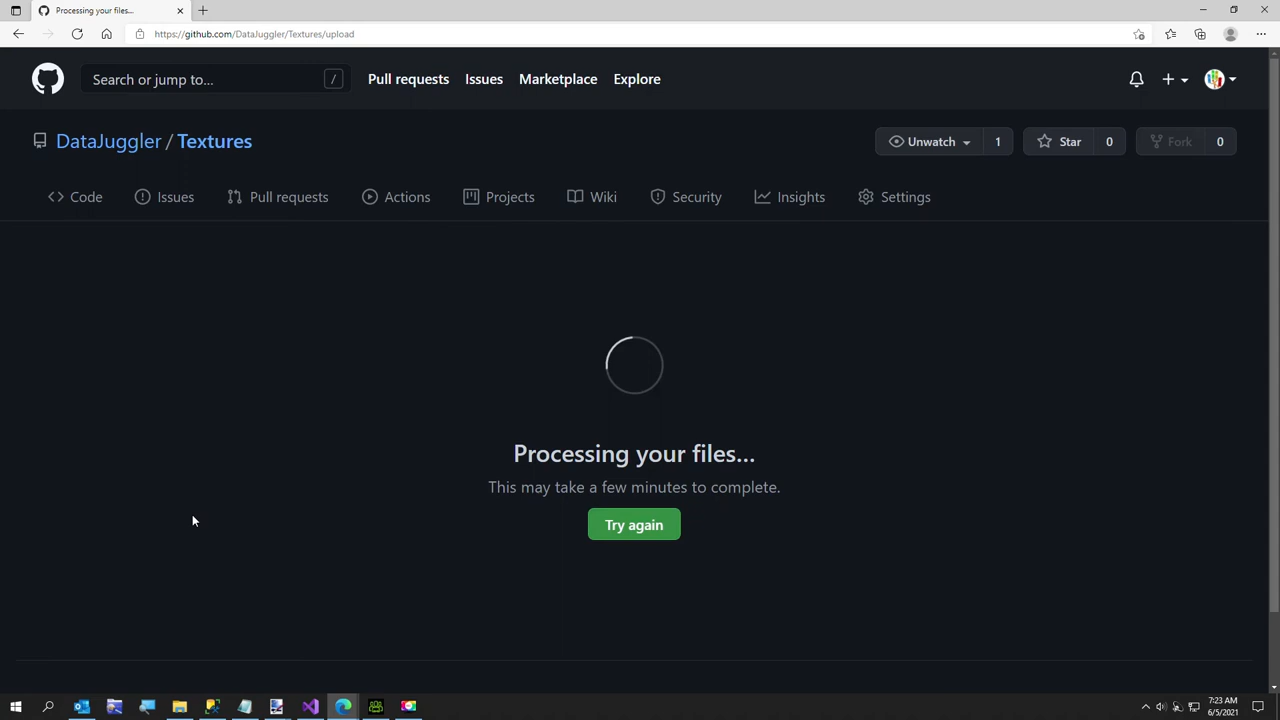 Processing your files...
https://github.com/DataJuggler/Textures/upload
Search or jump to... /
Pull requests
Issues
Marketplace
Explore
DataJuggler / Textures
Unwatch 1
Star 0
Fork 0
Code
Issues
Pull requests
Actions
Projects
Wiki
Security
Insights
Settings
Processing your files...
This may take a few minutes to complete.
Try again
7:23 AM
6/5/2021